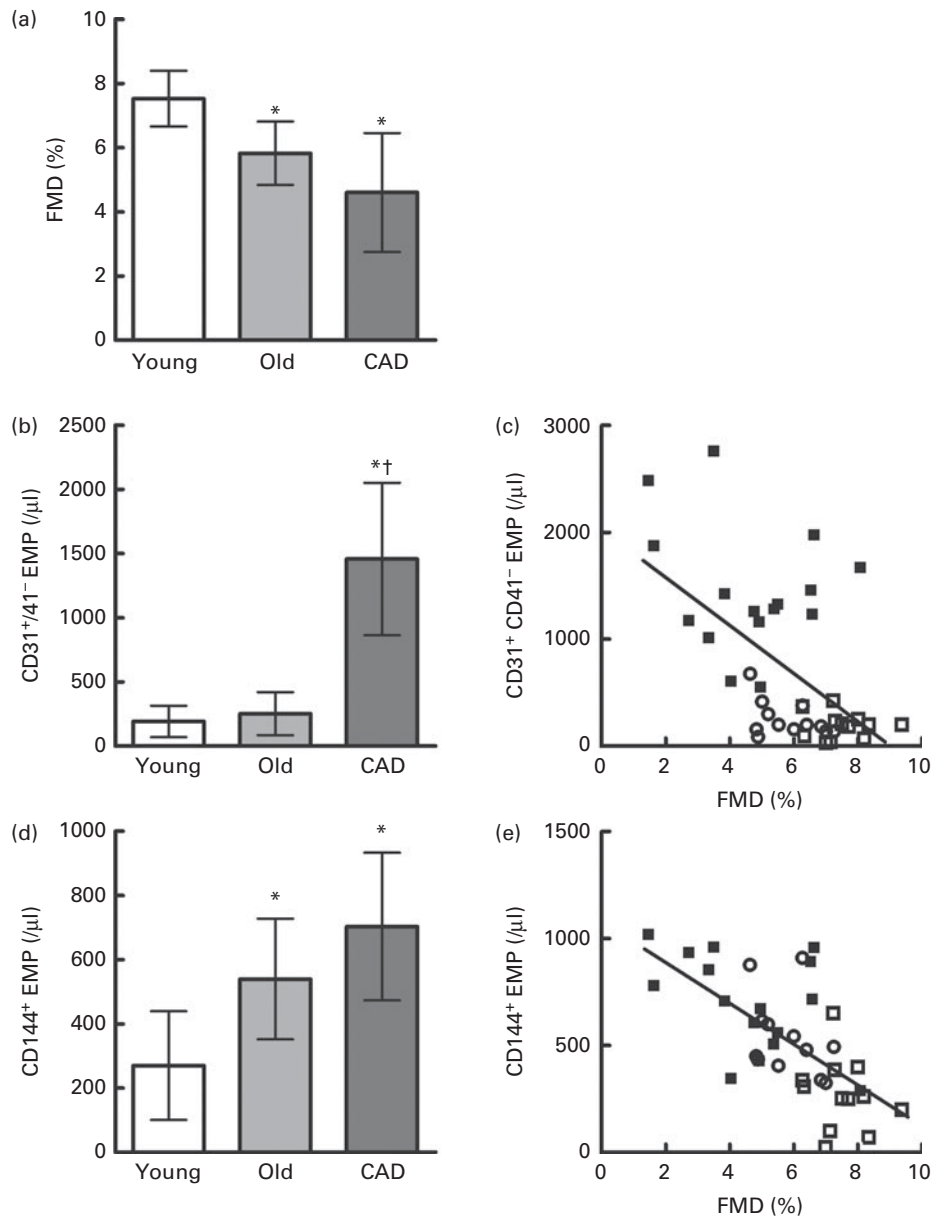 (a)
10
8
6
4
2
0
FMD (%)
*
*
Young Old CAD
(b)
2500
2000
1500
1000
500
0
CD31⁺/41⁻ EMP (/µl)
*†
Young Old CAD
(c)
3000
2000
1000
0
CD31⁺ CD41⁻ EMP (/µl)
0 2 4 6 8 10
FMD (%)
(d)
1000
800
600
400
200
0
CD144⁺ EMP (/µl)
*
*
Young Old CAD
(e)
1500
1000
500
0
CD144⁺ EMP (/µl)
0 2 4 6 8 10
FMD (%)